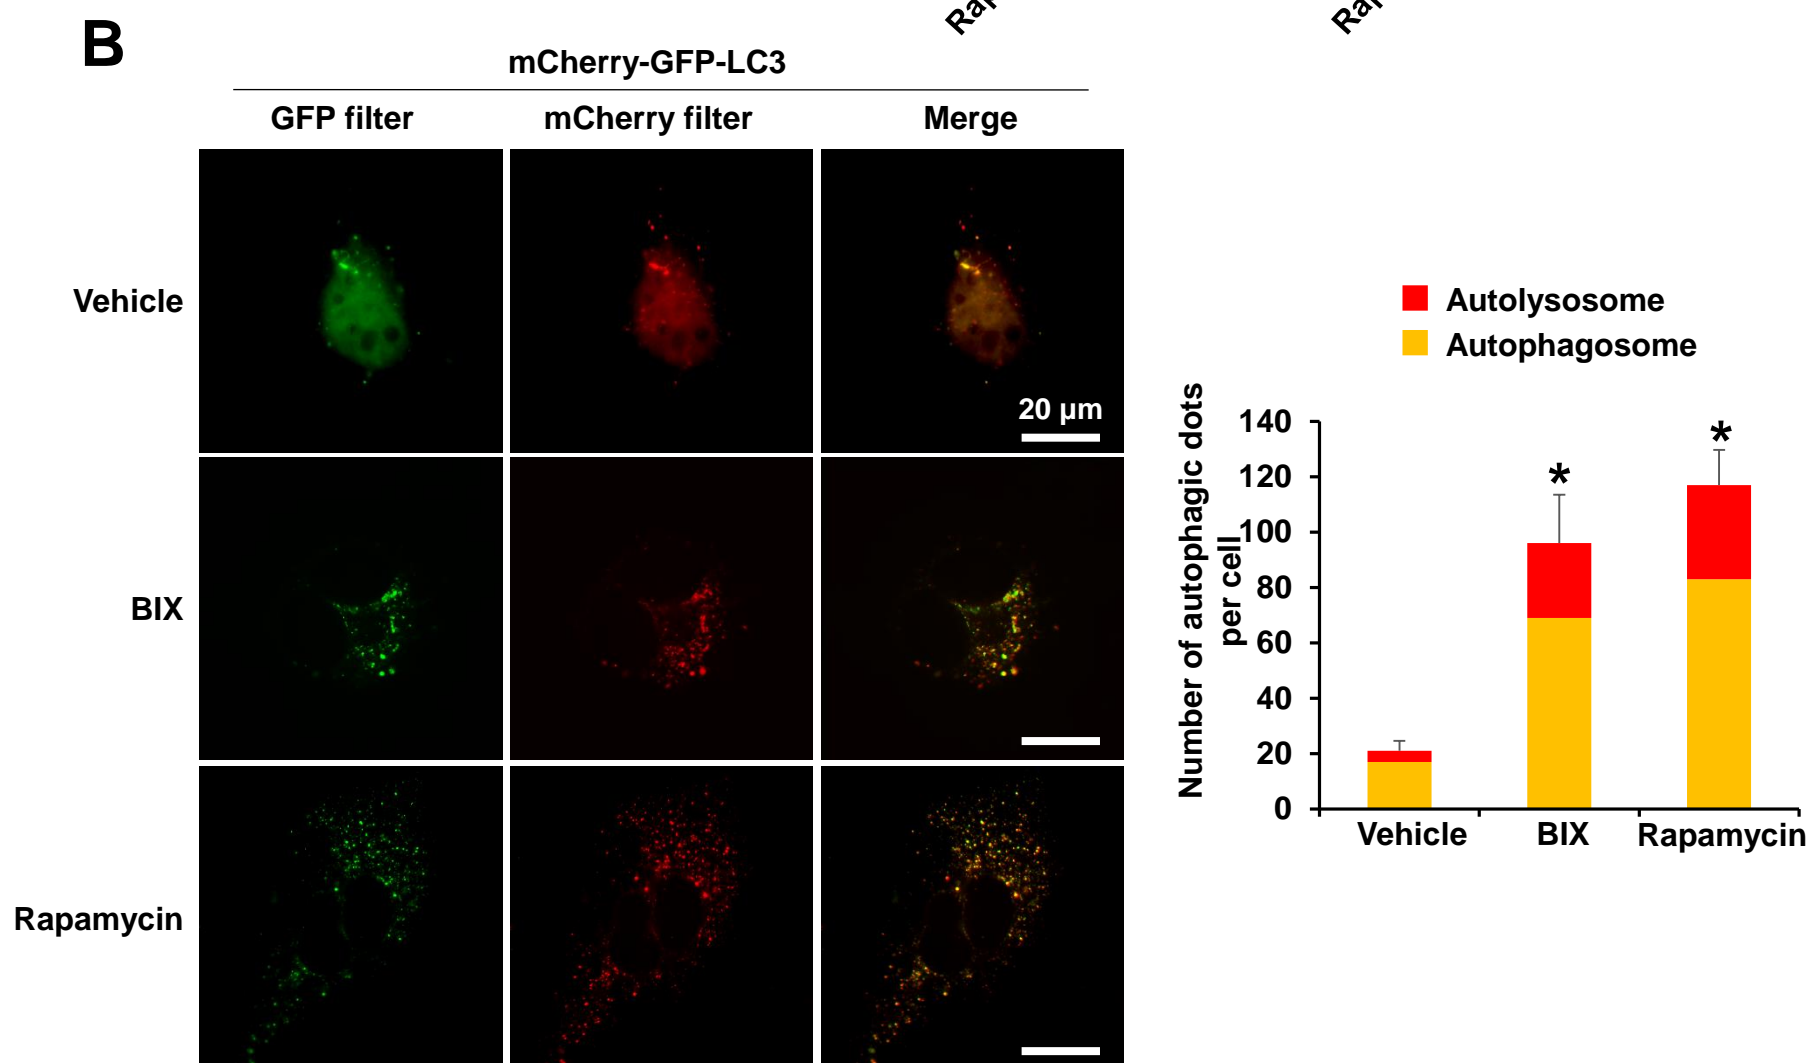 B
mCherry-GFP-LC3
GFP filter
mCherry filter
Merge
Vehicle
20 µm
BIX
Rapamycin
Autolysosome
Autophagosome
Number of autophagic dots
per cell
140
120
100
80
60
40
20
0
*
*
Vehicle
BIX
Rapamycin